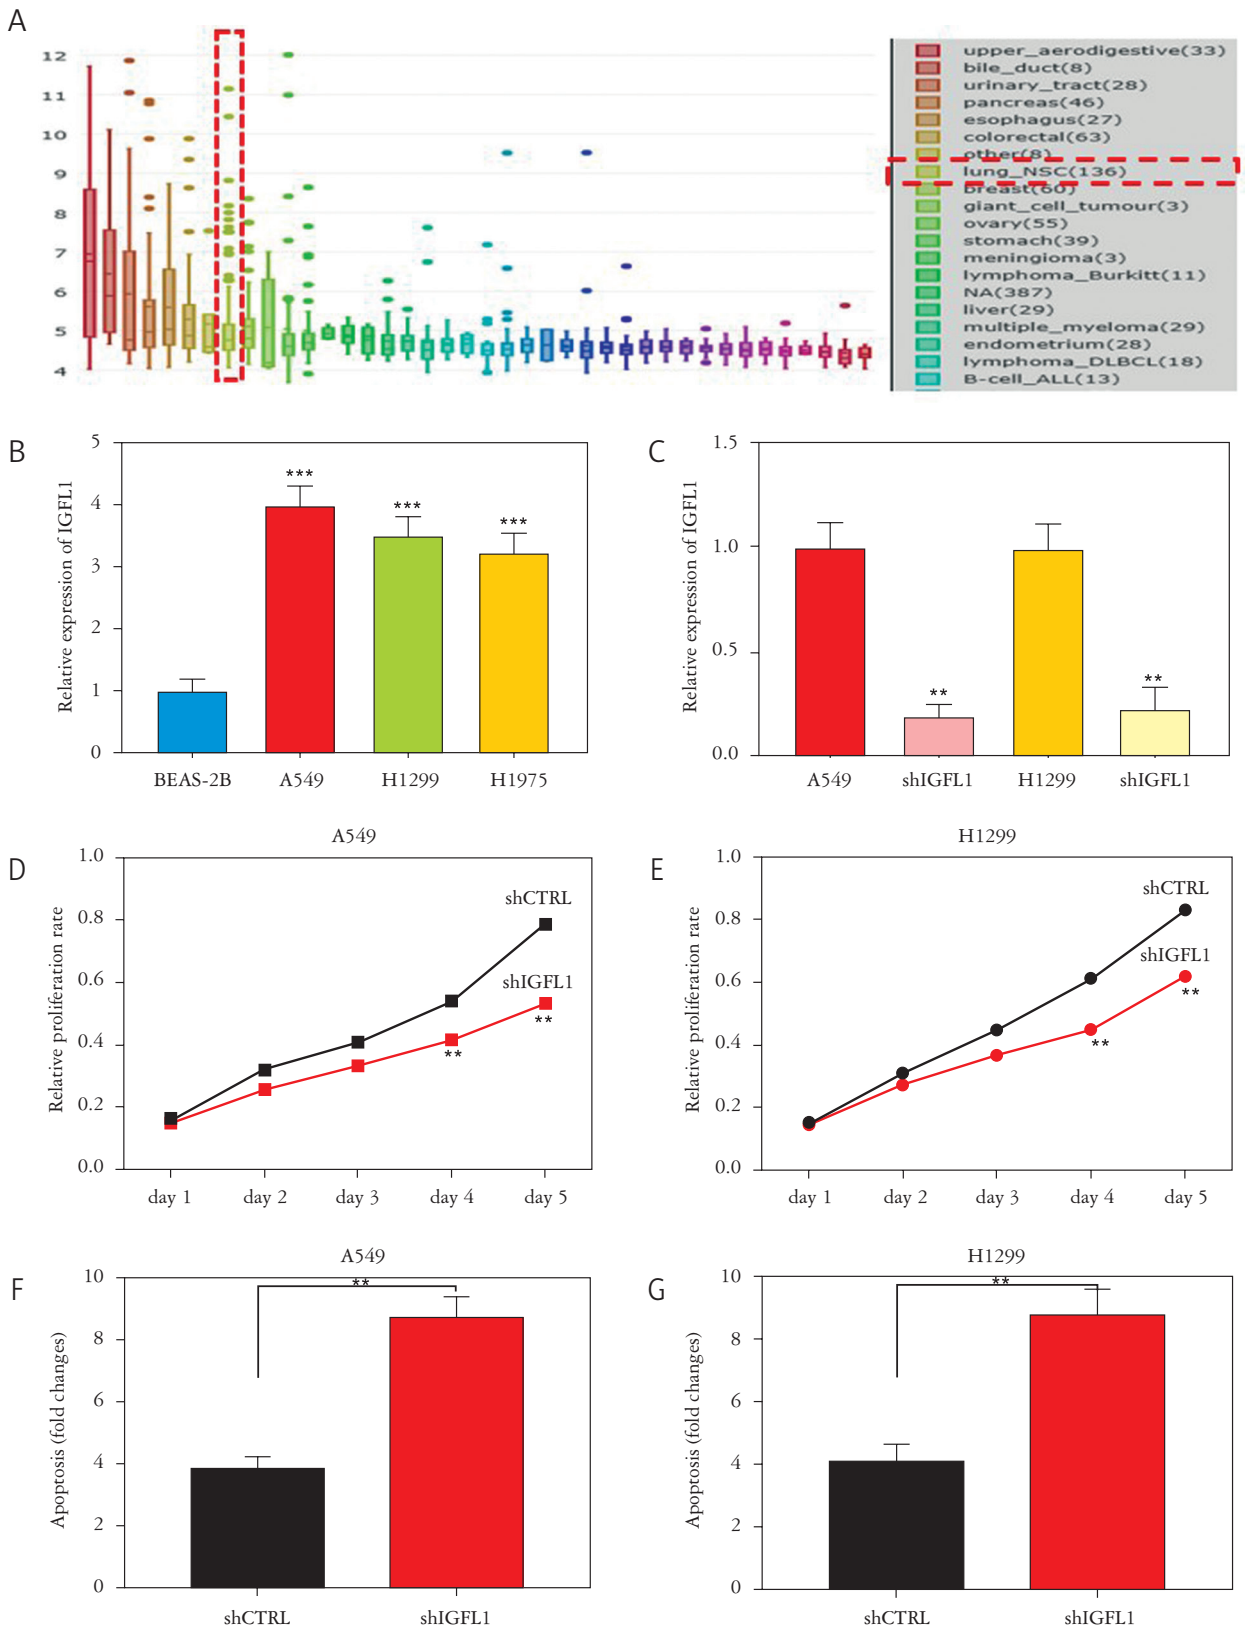 A
12
11
10
9
8
7
6
5
4
upper_aerodigestive(33)
bile_duct(8)
urinary_tract(28)
pancreas(46)
esophagus(27)
colorectal(63)
other(8)
lung_NSC(136)
breast(60)
giant_cell_tumour(3)
ovary(55)
stomach(39)
meningioma(3)
lymphoma_Burkitt(11)
NA(387)
liver(29)
multiple_myeloma(29)
endometrium(28)
lymphoma_DLBCL(18)
B-cell_ALL(13)
B
Relative expression of IGFL1
5
4
3
2
1
0
***
***
***
BEAS-2B A549 H1299 H1975
C
Relative expression of IGFL1
1.5
1.0
0.5
0.0
**
**
A549 shIGFL1 H1299 shIGFL1
D
A549
Relative proliferation rate
1.0
0.8
0.6
0.4
0.2
0.0
shCTRL
shIGFL1
**
**
day 1 day 2 day 3 day 4 day 5
E
H1299
Relative proliferation rate
1.0
0.8
0.6
0.4
0.2
0.0
shCTRL
shIGFL1
**
**
day 1 day 2 day 3 day 4 day 5
F
A549
Apoptosis (fold changes)
10
8
6
4
2
0
**
shCTRL shIGFL1
G
H1299
Apoptosis (fold changes)
10
8
6
4
2
0
**
shCTRL shIGFL1